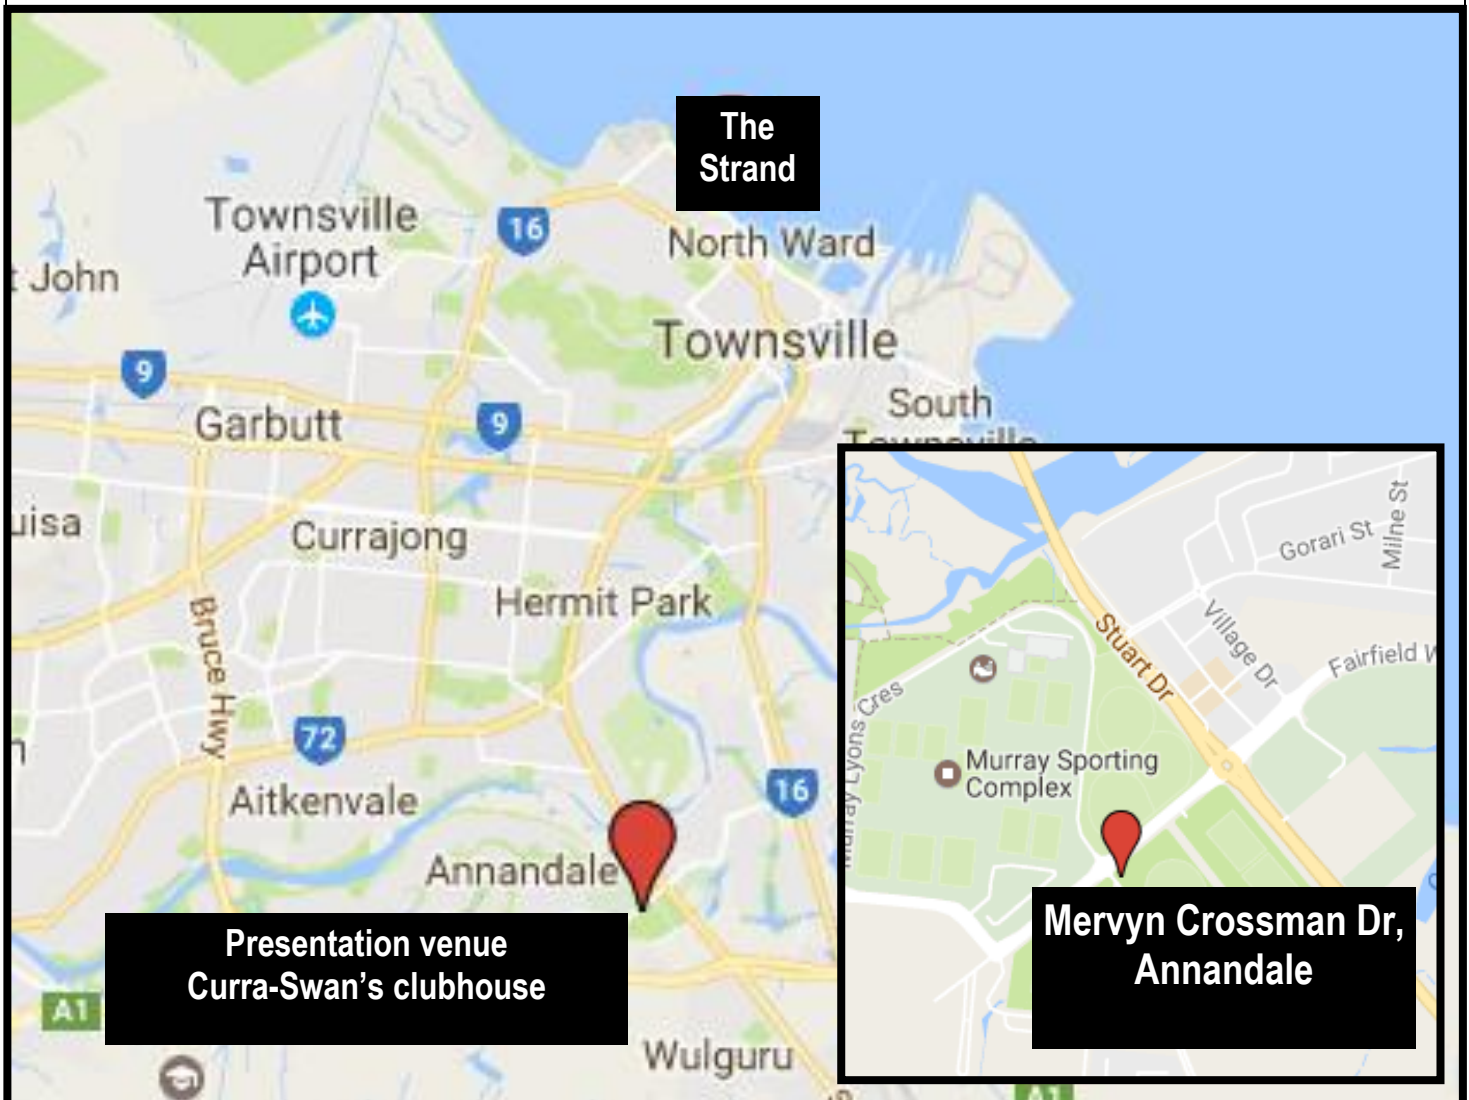 The
Strand
Townsville
Airport
16
North Ward
t John
Townsville
9
Garbutt
9
South
Townsville
uisa
Currajong
Hermit Park
Bruce Hwy
72
Aitkenvale
16
Annandale
Presentation venue
Curra-Swan's clubhouse
A1
Wulguru
A1
Gorari St
Milne St
Stuart Dr
Village Dr
Fairfield W
Murray Lyons Cres
Murray Sporting
Complex
Mervyn Crossman Dr,
Annandale